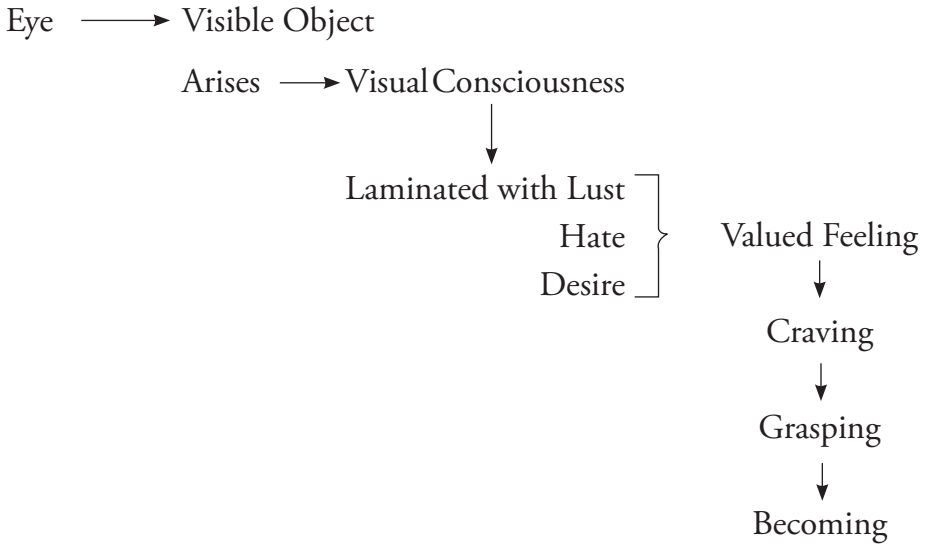 Eye Visible Object
Arises Visual Consciousness
Laminated with Lust
Hate
Desire
Valued Feeling
Craving
Grasping
Becoming